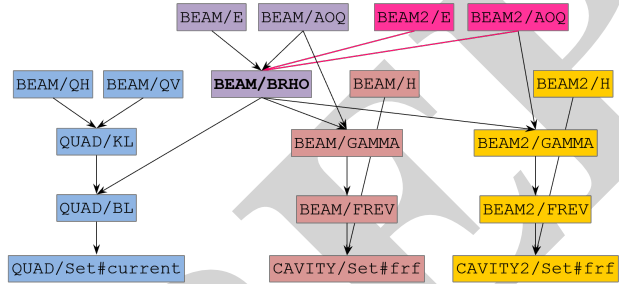 BEAM/E BEAM/AOQ BEAM2/E BEAM2/AOQ
BEAM/QH BEAM/QV BEAM/BRHO BEAM/H BEAM2/H
QUAD/KL BEAM/GAMMA BEAM2/GAMMA
QUAD/BL BEAM/FREV BEAM2/FREV
QUAD/Set#current CAVITY/Set#frf CAVITY2/Set#frf